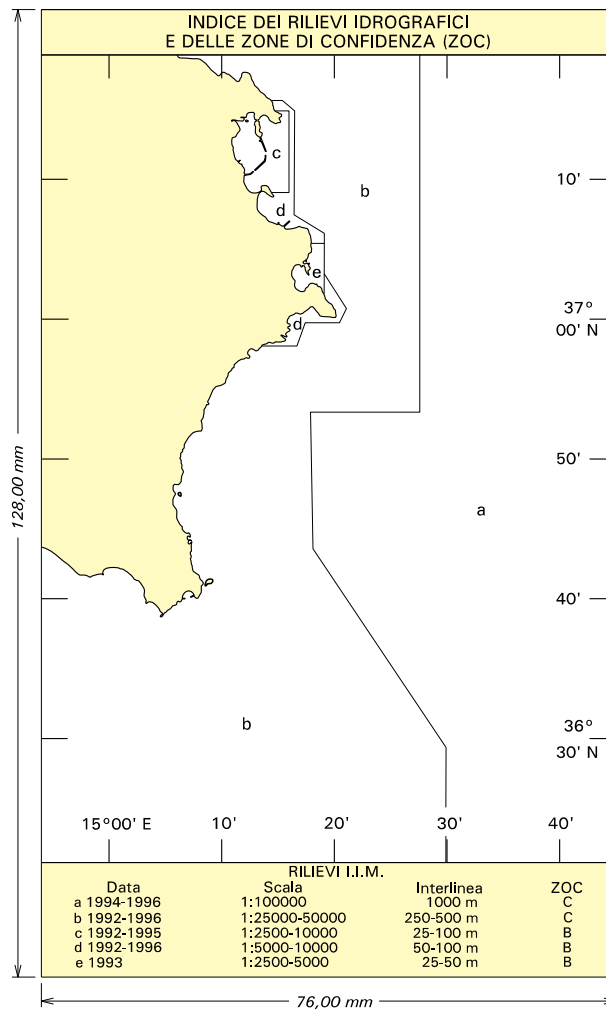 INDICE DEI RILIEVI IDROGRAFICI
E DELLE ZONE DI CONFIDENZA (ZOC)
c
10'
b
d
e
37°
00' N
d
50'
128,00 mm
a
40'
36°
b
30' N
15°00' E 10' 20' 30' 40'
RILIEVI I.I.M.
Data Scala Interlinea ZOC
a 1994-1996 1:100000 1000 m C
b 1992-1996 1:25000-50000 250-500 m C
c 1992-1995 1:2500-10000 25-100 m B
d 1992-1996 1:5000-10000 50-100 m B
e 1993 1:2500-5000 25-50 m B
76,00 mm